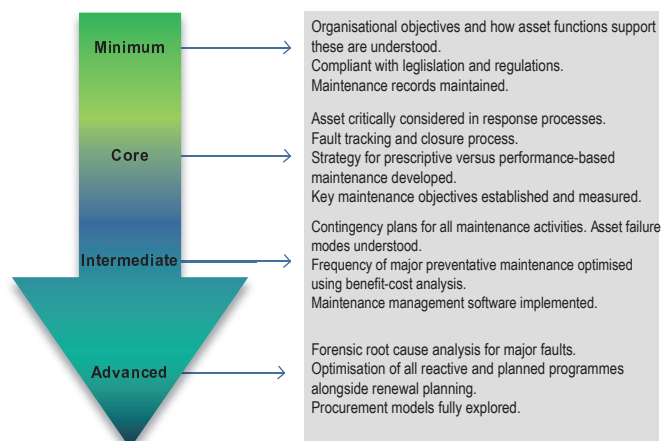 Minimum
Organisational objectives and how asset functions support
these are understood.
Compliant with leglislation and regulations.
Maintenance records maintained.
Core
Asset critically considered in response processes.
Fault tracking and closure process.
Strategy for prescriptive versus performance-based
maintenance developed.
Key maintenance objectives established and measured.
Intermediate
Contingency plans for all maintenance activities. Asset failure
modes understood.
Frequency of major preventative maintenance optimised
using benefit-cost analysis.
Maintenance management software implemented.
Advanced
Forensic root cause analysis for major faults.
Optimisation of all reactive and planned programmes
alongside renewal planning.
Procurement models fully explored.